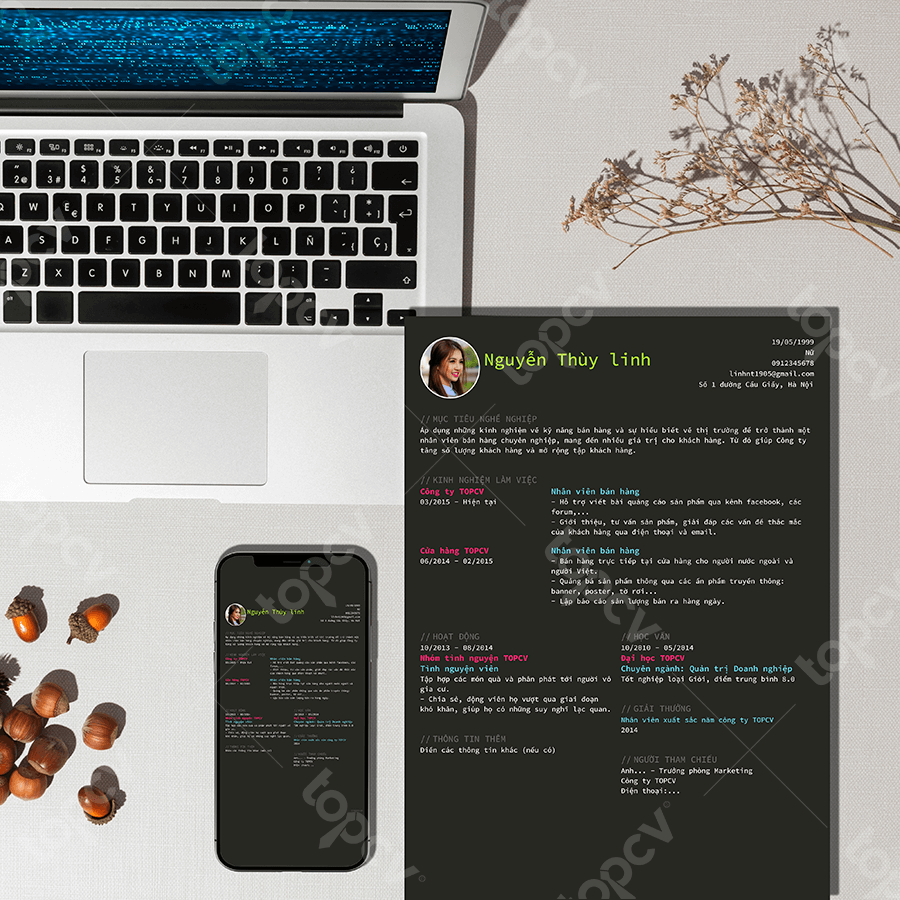 Nguyễn Thùy linh
19/05/1999
Nữ
0912345678
linhnt1905@gmail.com
Số 1 đường Cầu Giấy, Hà Nội
//MỤC TIÊU NGHỀ NGHIỆP
Áp dụng những kinh nghiệm về kỹ năng bán hàng và sự hiểu biết về thị trường để trở thành một
nhân viên bán hàng chuyên nghiệp, mang đến nhiều giá trị cho khách hàng. Từ đó giúp Công ty
tăng số lượng khách hàng và mở rộng tập khách hàng.
//KINH NGHIỆM LÀM VIỆC
Công ty TOPCV
03/2015 - Hiện tại
Nhân viên bán hàng
- Hỗ trợ viết bài quảng cáo sản phẩm qua kênh facebook, các
forum,...
- Giới thiệu, tư vấn sản phẩm, giải đáp các vấn đề thắc mắc
của khách hàng qua điện thoại và email.
Cửa hàng TOPCV
06/2014 - 02/2015
Nhân viên bán hàng
- Bán hàng trực tiếp tại cửa hàng cho người nước ngoài và
người Việt.
- Quảng bá sản phẩm thông qua các ấn phẩm truyền thông:
banner, poster, tờ rơi...
- Lập báo cáo sản lượng bán ra hàng ngày.
//HOẠT ĐỘNG
10/2013 - 08/2014
Nhóm tình nguyện TOPCV
Tình nguyện viên
Tập hợp các món quà và phân phát tới người vô
gia cư.
- Chia sẻ, động viên họ vượt qua giai đoạn
khó khăn, giúp họ có những suy nghĩ lạc quan.
//THÔNG TIN THÊM
Điền các thông tin khác (nếu có)
//HỌC VẤN
10/2010 - 05/2014
Đại học TOPCV
Chuyên ngành: Quản trị Doanh nghiệp
Tốt nghiệp loại Giỏi, điểm trung bình 8.0
//GIẢI THƯỞNG
Nhân viên xuất sắc năm công ty TOPCV
2014
//NGƯỜI THAM CHIẾU
Anh... - Trưởng phòng Marketing
Công ty TOPCV
Điện thoại:...
Nguyễn Thùy linh
topcv